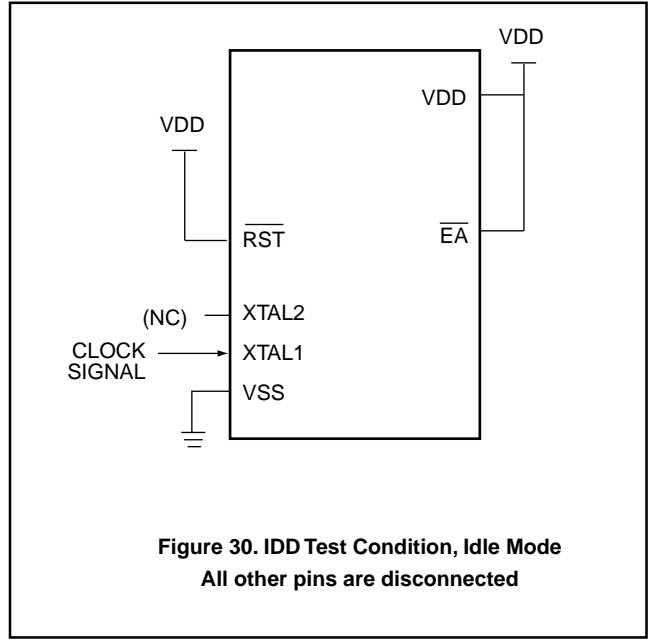 VDD
VDD
VDD
RST
EA
(NC)
XTAL2
CLOCK
SIGNAL
XTAL1
VSS
Figure 30. IDD Test Condition, Idle Mode
All other pins are disconnected